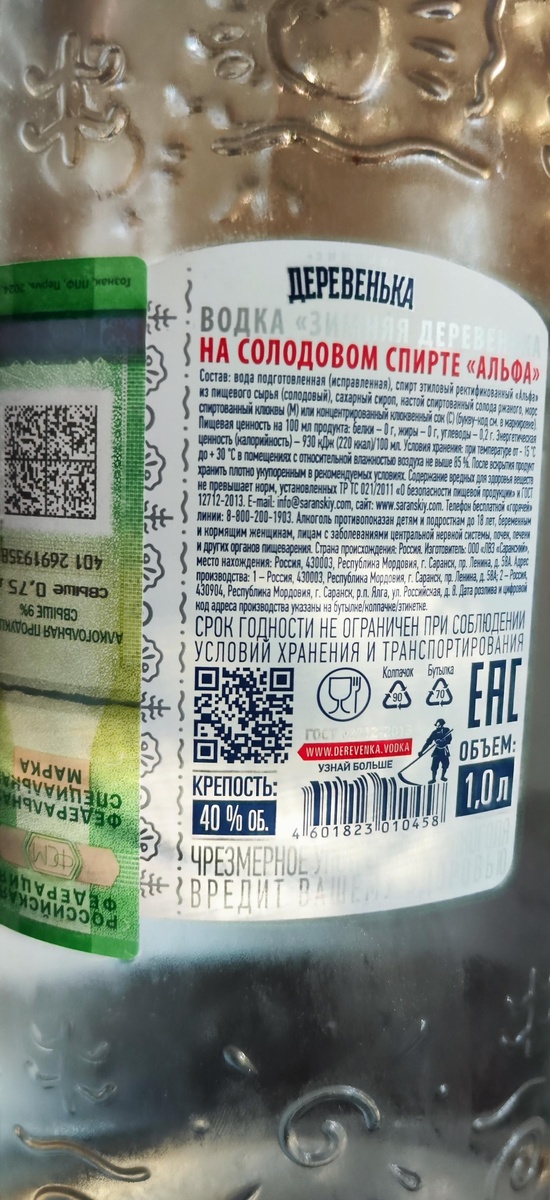 ДЕРЕВЕНЬКА
ВОДКА «ЗИМНЯЯ ДЕРЕВЕНЬКА
НА СОЛОДОВОМ СПИРТЕ «АЛЬФА»
Состав: вода подготовленная (исправленная), спирт этиловый ректификованный «Альфа»
из пищевого сырья (солодовый), сахарный сироп, настой спиртованный солода ржаного, морс
спиртованный клюквы (М) или концентрированный клюквенный сок (С) (букву-код см. в маркировке).
Пищевая ценность на 100 мл продукта: белки – 0 г, жиры – 0 г, углеводы – 0,2 г. Энергетическая
ценность (калорийность) – 930 кДж (220 ккал)/100 мл. Условия хранения: при температуре от - 15 °С
до + 30 °С в помещениях с относительной влажностью воздуха не выше 85 %. После вскрытия продукт
хранить плотно укупоренным в рекомендуемых условиях. Содержание вредных для здоровья веществ
не превышает норм, установленных ТР ТС 021/2011 «О безопасности пищевой продукции» и ГОСТ
12712-2013. E-mail: info@saranskiy.com, сайт: www.saranskiy.com. Телефон бесплатной «горячей»
линии: 8-800-200-1903. Алкоголь противопоказан детям и подросткам до 18 лет, беременным
и кормящим женщинам, лицам с заболеваниями центральной нервной системы, почек, печени
и других органов пищеварения. Страна происхождения: Россия. Изготовитель: ООО «ЛВЗ «Саранский»,
место нахождения: Россия, 430003, Республика Мордовия, г. Саранск, пр. Ленина, д. 58А; адрес
производства: 1 – Россия, 430003, Республика Мордовия, г. Саранск, пр. Ленина, д. 58А; 2 – Россия,
430904, Республика Мордовия, г. Саранск, р.п. Ялга, ул. Российская, д. 8. Дата розлива и цифровой
код адреса производства указаны на бутылке/колпачке/этикетке.
СРОК ГОДНОСТИ НЕ ОГРАНИЧЕН ПРИ СОБЛЮДЕНИИ
УСЛОВИЙ ХРАНЕНИЯ И ТРАНСПОРТИРОВАНИЯ
Колпачок
Бутылка
90
70
EAC
ГОСТ
WWW.DEREVENKA.VODKA
УЗНАЙ БОЛЬШЕ
ОБЪЕМ:
1,0 л
КРЕПОСТЬ:
40 % ОБ.
4 601823 010458
ЧРЕЗМЕРНОЕ
ВРЕДИТ ВАШЕМУ
РОССИЙСКАЯ
ФЕДЕРАЦИЯ
ФСМ
ФЕДЕРАЛЬНАЯ
СПЕЦИАЛЬНАЯ
МАРКА
АЛКОГОЛЬНАЯ ПРОДУКЦ
СВЫШЕ 9%
свыше 0,75
401 2691935
Гознак, ППФ, Пермь, 2024